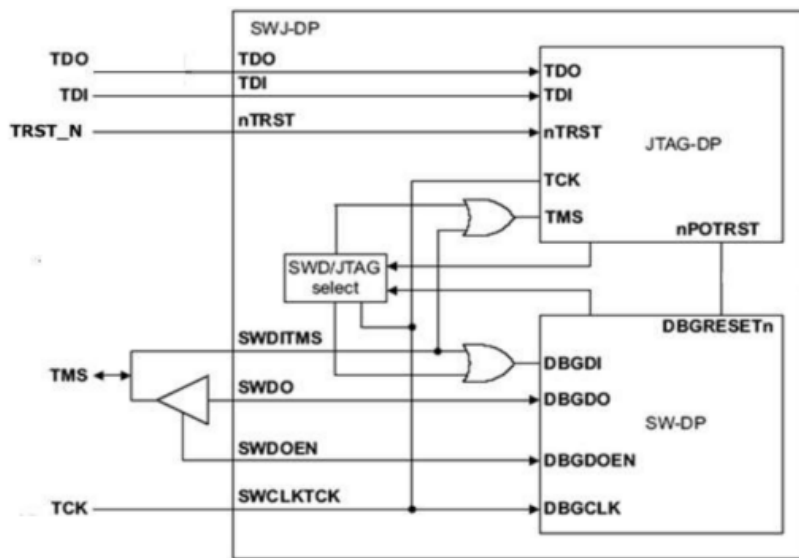 SWJ-DP
TDO
TDO
TDO
TDI
TDI
TDI
TRST_N
nTRST
nTRST
JTAG-DP
TCK
TMS
nPOTRST
SWD/JTAG
select
DBGRESETn
SWDITMS
TMS
DBGDI
SWDO
DBGDO
SW-DP
SWDOEN
DBGDOEN
TCK
SWCLKTCK
DBGCLK